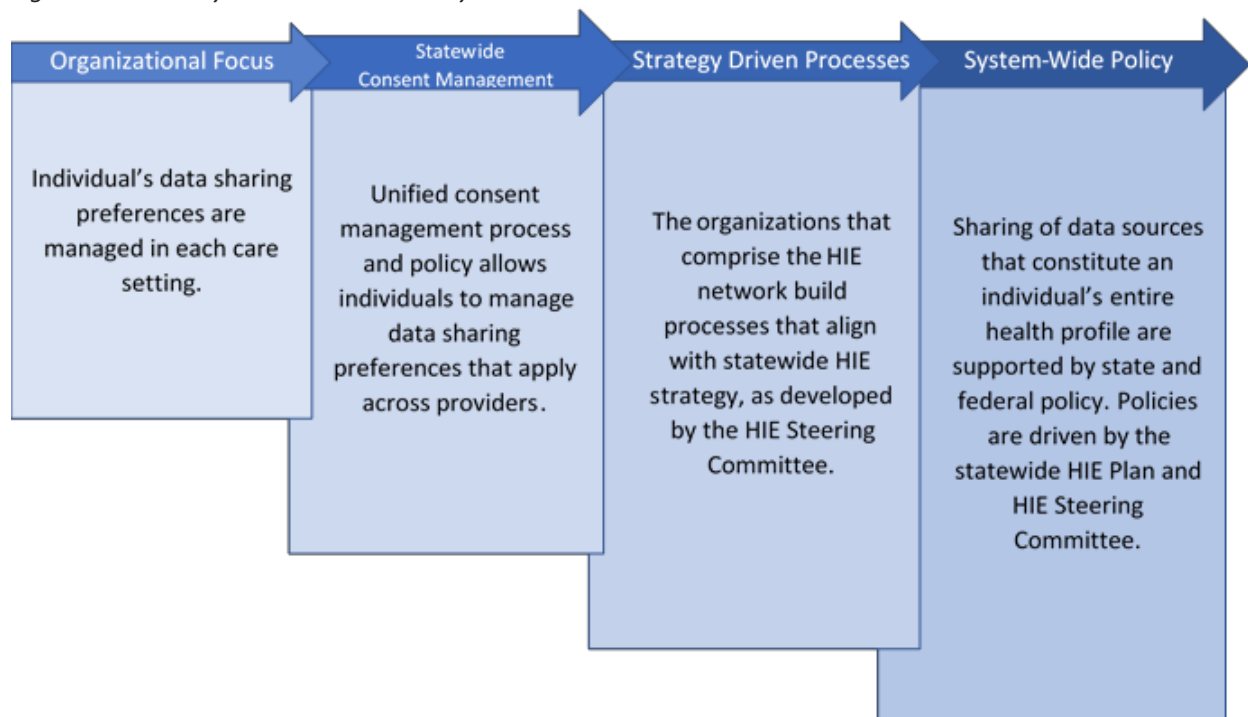 Organizational Focus
Individual's data sharing
preferences are
managed in each care
setting.
Statewide
Consent Management
Unified consent
management process
and policy allows
individuals to manage
data sharing
preferences that apply
across providers.
Strategy Driven Processes
The organizations that
comprise the HIE
network build
processes that align
with statewide HIE
strategy, as developed
by the HIE Steering
Committee.
System-Wide Policy
Sharing of data sources
that constitute an
individual's entire
health profile are
supported by state and
federal policy. Policies
are driven by the
statewide HIE Plan and
HIE Steering
Committee.